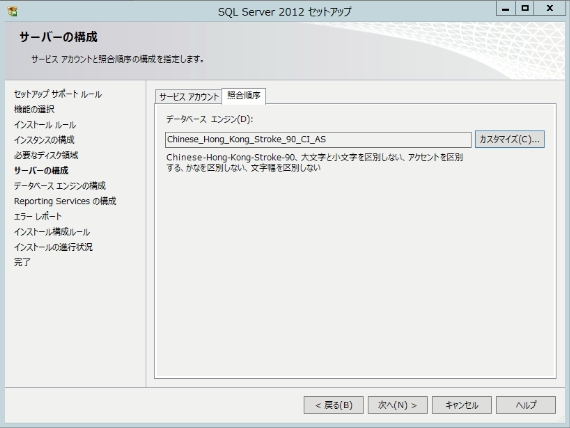 SQL Server 2012 セットアップ
サーバーの構成
サービス アカウントと照合順序の構成を指定します。
セットアップ サポート ルール
機能の選択
インストール ルール
インスタンスの構成
必要なディスク領域
サーバーの構成
データベース エンジンの構成
Reporting Services の構成
エラー レポート
インストール構成ルール
インストールの進行状況
完了
サービス アカウント 照合順序
データベース エンジン(D):
Chinese_Hong_Kong_Stroke_90_CI_AS カスタマイズ(C)...
Chinese-Hong-Kong-Stroke-90、大文字と小文字を区別しない、アクセントを区別
する、かなを区別しない、文字幅を区別しない
< 戻る(B) 次へ(N) > キャンセル ヘルプ